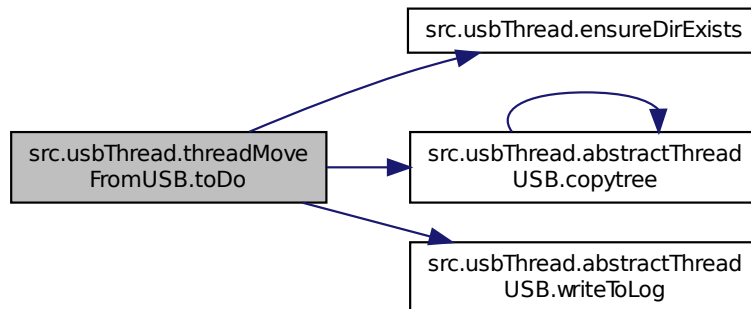 src.usbThread.ensureDirExists
src.usbThread.threadMove
FromUSB.toDo
src.usbThread.abstractThread
USB.copytree
src.usbThread.abstractThread
USB.writeToLog